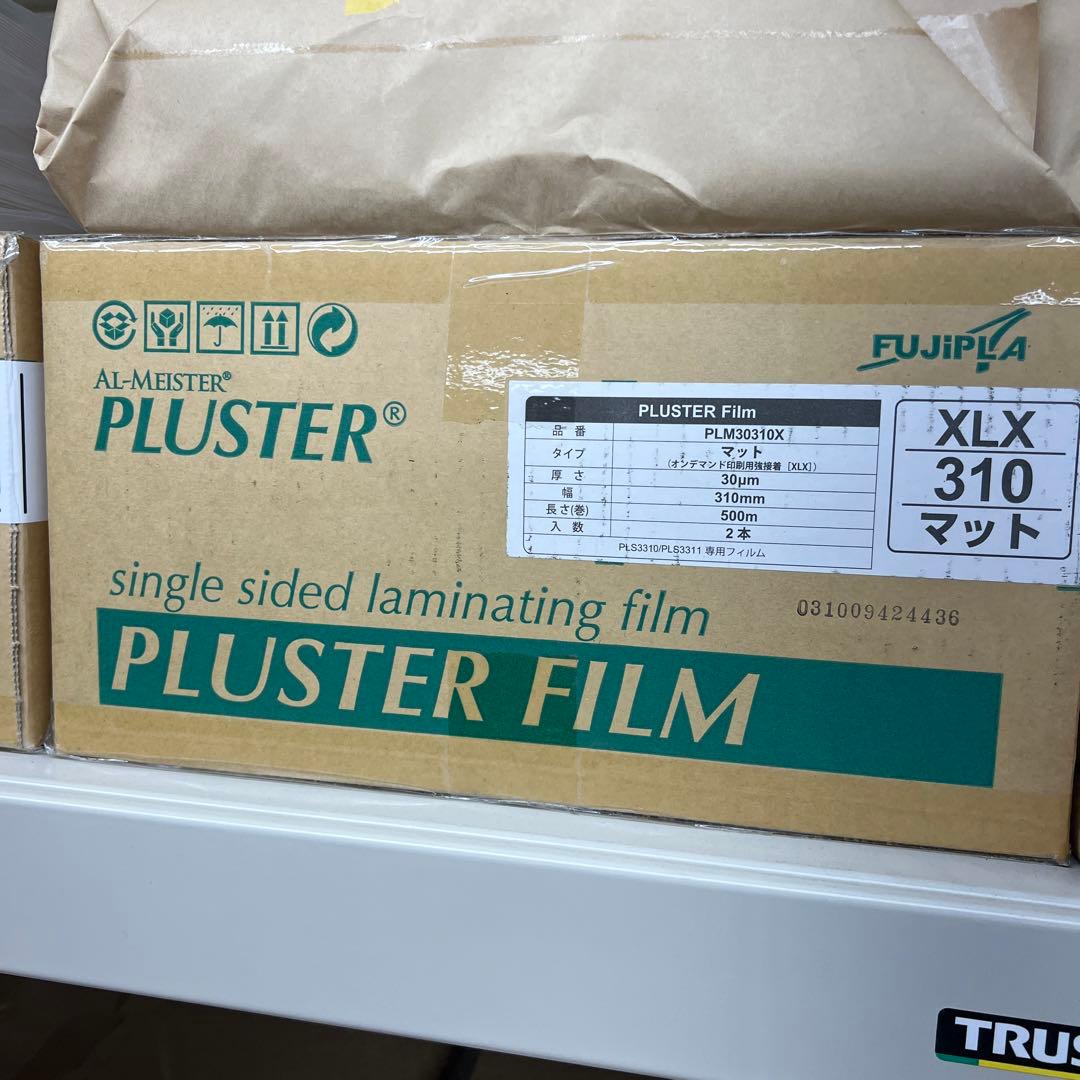 AL-MEISTER®
PLUSTER®
FUJiPLA
PLUSTER Film
品番 PLM30310X
タイプ マット
(オンデマンド印刷用強接着 [XLX])
厚さ 30μm
幅 310mm
長さ(巻) 500m
入数 2本
PLS3310/PLS3311 専用フィルム
XLX
310
マット
single sided laminating film
031009424436
PLUSTER FILM
TRUS